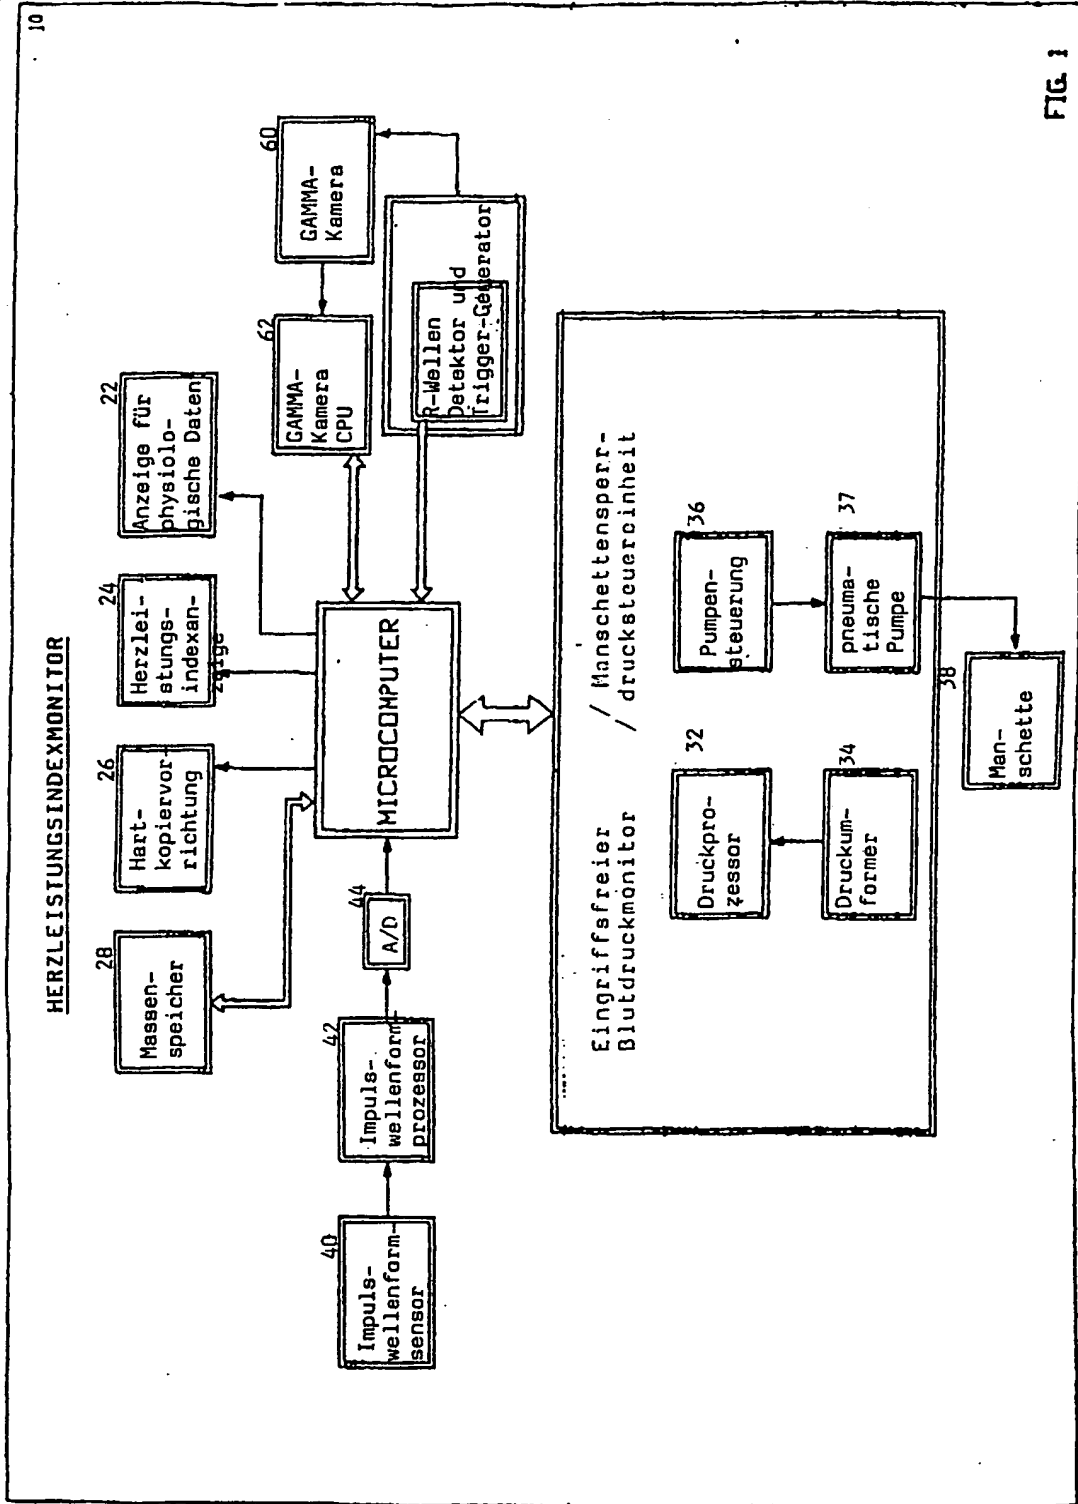 10
HERZLEISTUNGSINDEXMONITOR
28
Massen-
speicher
26
Hart-
kopiervor-
richtung
24
Herzlei-
stungs-
indexan-
zeige
22
Anzeige für
physiolo-
gische Daten
40
Impuls-
wellenform-
sensor
42
Impuls-
wellenform-
prozessor
44
A/D
MICROCOMPUTER
62
GAMMA-
Kamera
CPU
60
GAMMA-
Kamera
R-Wellen
Detektor und
Trigger-Generator
Eingriffsfreier / Manschettensperr-
Blutdruckmonitor / drucksteuereinheit
32
Druckpro-
zessor
36
Pumpen-
steuerung
34
Druckum-
former
37
pneuma-
tische
Pumpe
38
Man-
schette
FIG. 1